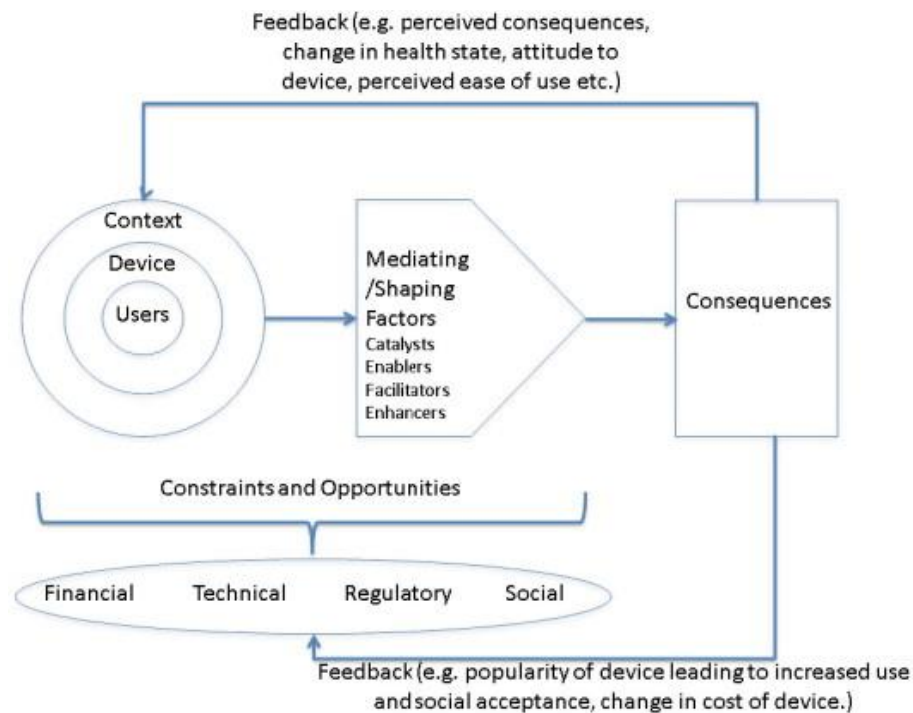 Feedback (e.g. perceived consequences,
change in health state, attitude to
device, perceived ease of use etc.)
Context
Device
Users
Mediating
/Shaping
Factors
Catalysts
Enablers
Facilitators
Enhancers
Consequences
Constraints and Opportunities
Financial Technical Regulatory Social
Feedback (e.g. popularity of device leading to increased use
and social acceptance, change in cost of device.)